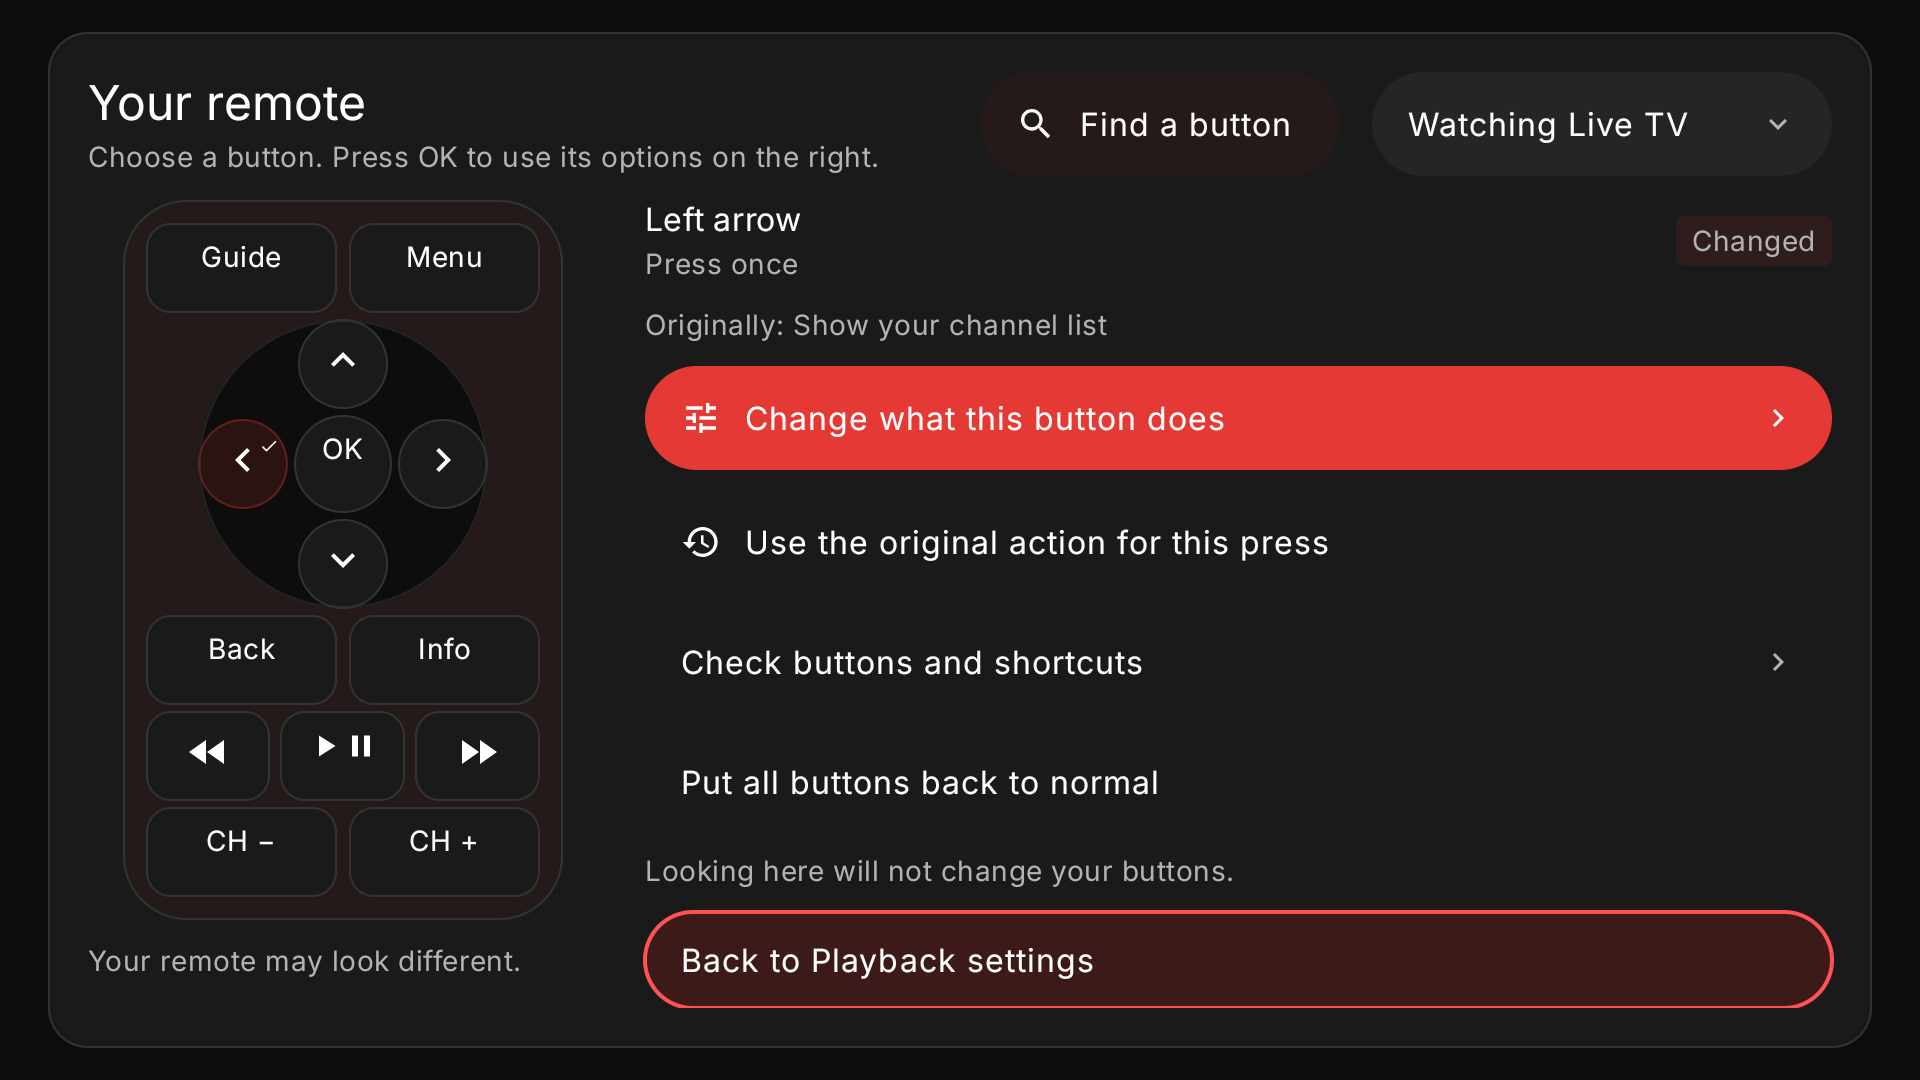 Your remote
Choose a button. Press OK to use its options on the right.
Find a button
Watching Live TV
Guide
Menu
OK
Back
Info
CH −
CH +
Your remote may look different.
Left arrow
Press once
Changed
Originally: Show your channel list
Change what this button does
Use the original action for this press
Check buttons and shortcuts
Put all buttons back to normal
Looking here will not change your buttons.
Back to Playback settings